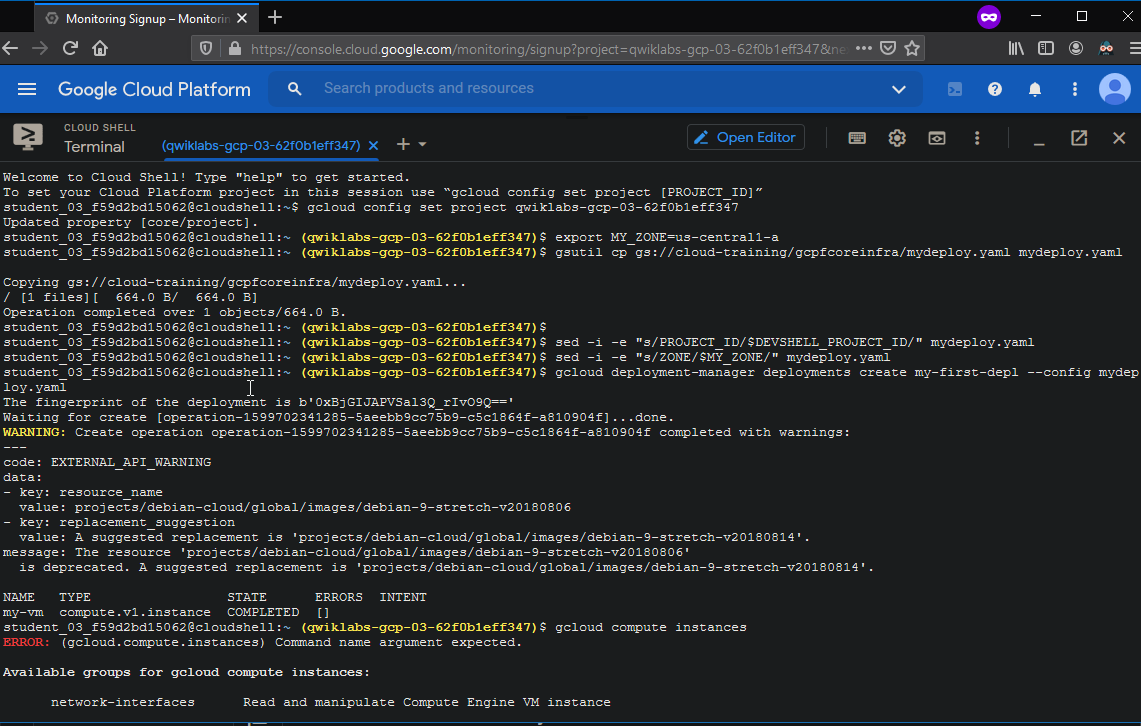 Monitoring Signup – Monitorin
https://console.cloud.google.com/monitoring/signup?project=qwiklabs-gcp-03-62f0b1eff347&ne
Google Cloud Platform
Search products and resources
CLOUD SHELL
Terminal
(qwiklabs-gcp-03-62f0b1eff347)
Open Editor
Welcome to Cloud Shell! Type "help" to get started.
To set your Cloud Platform project in this session use “gcloud config set project [PROJECT_ID]”
student_03_f59d2bd15062@cloudshell:~$ gcloud config set project qwiklabs-gcp-03-62f0b1eff347
Updated property [core/project].
student_03_f59d2bd15062@cloudshell:~ (qwiklabs-gcp-03-62f0b1eff347)$ export MY_ZONE=us-central1-a
student_03_f59d2bd15062@cloudshell:~ (qwiklabs-gcp-03-62f0b1eff347)$ gsutil cp gs://cloud-training/gcpfcoreinfra/mydeploy.yaml mydeploy.yaml
Copying gs://cloud-training/gcpfcoreinfra/mydeploy.yaml...
/ [1 files][  664.0 B/  664.0 B]
Operation completed over 1 objects/664.0 B.
student_03_f59d2bd15062@cloudshell:~ (qwiklabs-gcp-03-62f0b1eff347)$
student_03_f59d2bd15062@cloudshell:~ (qwiklabs-gcp-03-62f0b1eff347)$ sed -i -e "s/PROJECT_ID/$DEVSHELL_PROJECT_ID/" mydeploy.yaml
student_03_f59d2bd15062@cloudshell:~ (qwiklabs-gcp-03-62f0b1eff347)$ sed -i -e "s/ZONE/$MY_ZONE/" mydeploy.yaml
student_03_f59d2bd15062@cloudshell:~ (qwiklabs-gcp-03-62f0b1eff347)$ gcloud deployment-manager deployments create my-first-depl --config mydep
loy.yaml
The fingerprint of the deployment is b'0xBjGIJAPVSal3Q_rIvO9Q=='
Waiting for create [operation-1599702341285-5aeebb9cc75b9-c5c1864f-a810904f]...done.
WARNING: Create operation operation-1599702341285-5aeebb9cc75b9-c5c1864f-a810904f completed with warnings:
---
code: EXTERNAL_API_WARNING
data:
- key: resource_name
  value: projects/debian-cloud/global/images/debian-9-stretch-v20180806
- key: replacement_suggestion
  value: A suggested replacement is 'projects/debian-cloud/global/images/debian-9-stretch-v20180814'.
message: The resource 'projects/debian-cloud/global/images/debian-9-stretch-v20180806'
  is deprecated. A suggested replacement is 'projects/debian-cloud/global/images/debian-9-stretch-v20180814'.
NAME   TYPE                 STATE      ERRORS  INTENT
my-vm  compute.v1.instance  COMPLETED  []
student_03_f59d2bd15062@cloudshell:~ (qwiklabs-gcp-03-62f0b1eff347)$ gcloud compute instances
ERROR: (gcloud.compute.instances) Command name argument expected.
Available groups for gcloud compute instances:
      network-interfaces      Read and manipulate Compute Engine VM instance